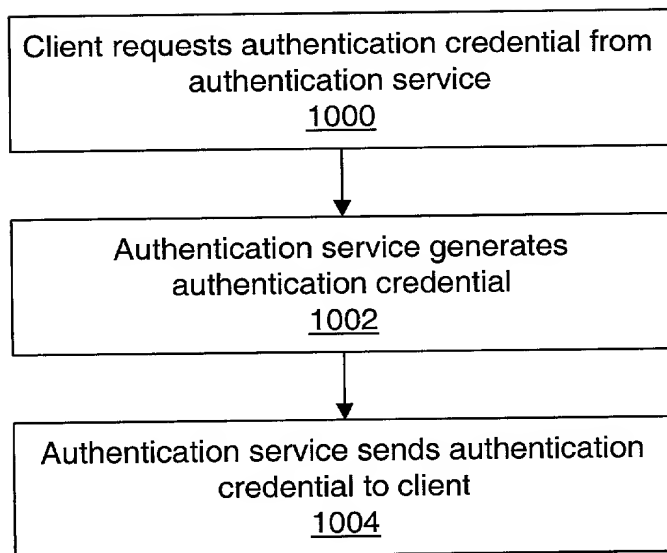 Client requests authentication credential from
authentication service
1000
Authentication service generates
authentication credential
1002
Authentication service sends authentication
credential to client
1004